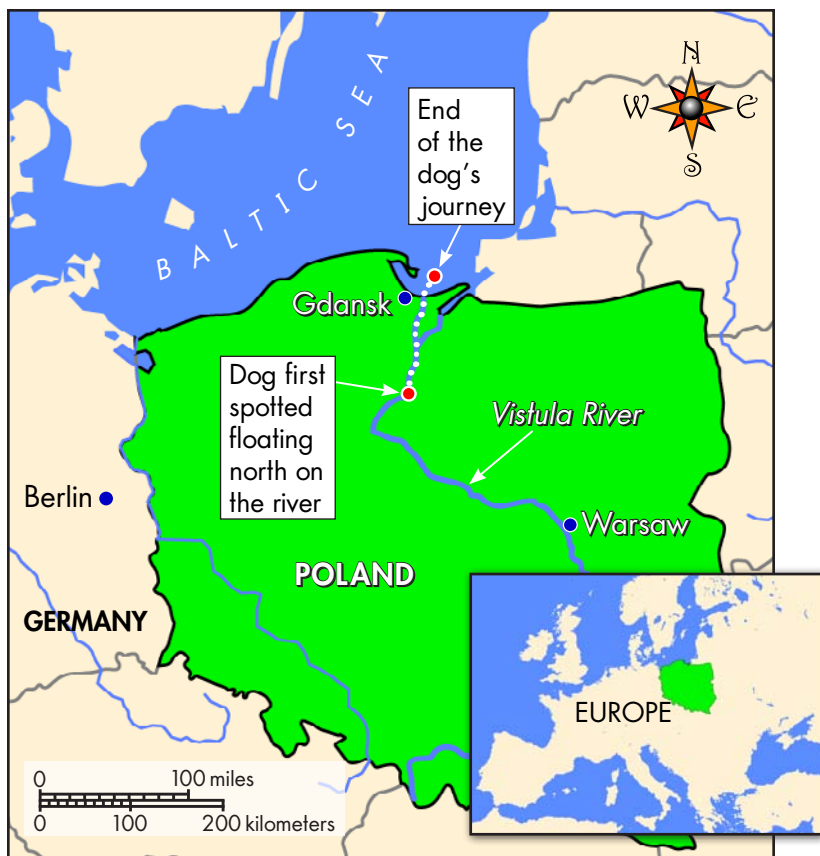 N
W E
S
BALTIC SEA
End
of the
dog's
journey
Gdansk
Dog first
spotted
floating
north on
the river
Vistula River
Berlin
Warsaw
POLAND
GERMANY
EUROPE
0 100 miles
0 100 200 kilometers